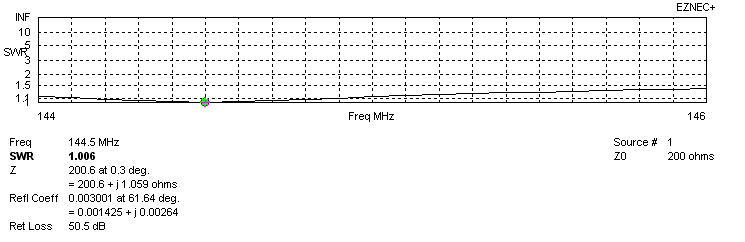 EZNEC+
INF
10
5
SWR
3
2
1.5
1.1
144 Freq MHz 146
Freq 144.5 MHz Source # 1
SWR 1.006 Z0 200 ohms
Z 200.6 at 0.3 deg.
= 200.6 + j 1.059 ohms
Refl Coeff 0.003001 at 61.64 deg.
= 0.001425 + j 0.00264
Ret Loss 50.5 dB